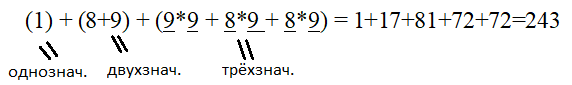 (1) + (8+9) + (9*9 + 8*9 + 8*9) = 1+17+81+72+72=243
однознач. двухзнач. трёхзнач.